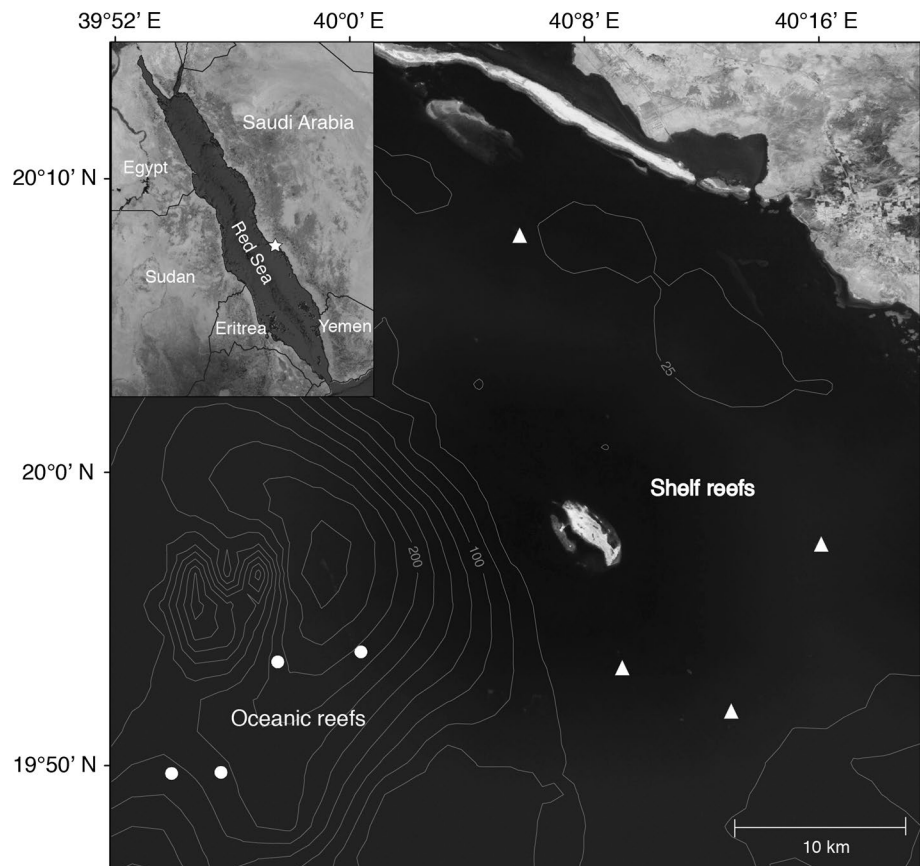 39°52’ E
40°0’ E
40°8’ E
40°16’ E
Saudi Arabia
20°10’ N
Egypt
Red Sea
Sudan
Eritrea
Yemen
25
20°0’ N
Shelf reefs
200
100
Oceanic reefs
19°50’ N
10 km